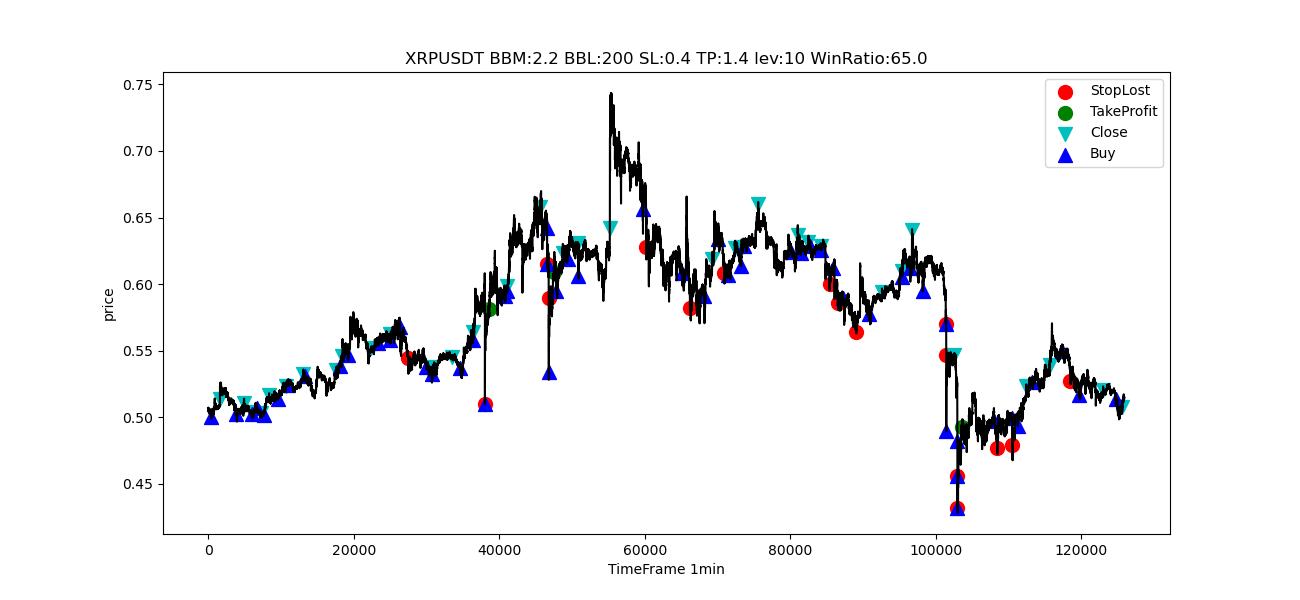 XRPUSDT BBM:2.2 BBL:200 SL:0.4 TP:1.4 lev:10 WinRatio:65.0
StopLost
TakeProfit
Close
Buy
price
0.75
0.70
0.65
0.60
0.55
0.50
0.45
0 20000 40000 60000 80000 100000 120000
TimeFrame 1min